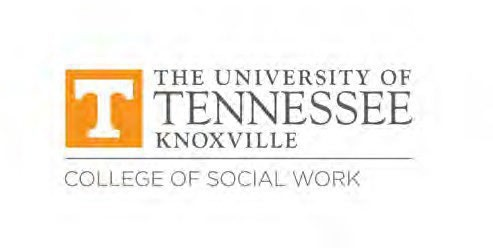 T
THE UNIVERSITY OF
TENNESSEE
KNOXVILLE
COLLEGE OF SOCIAL WORK